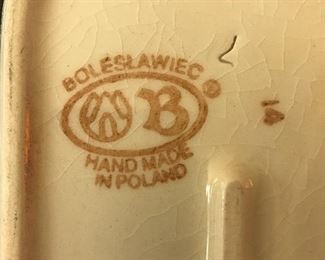 BOLESŁAWIEC ®
B
HAND MADE
IN POLAND